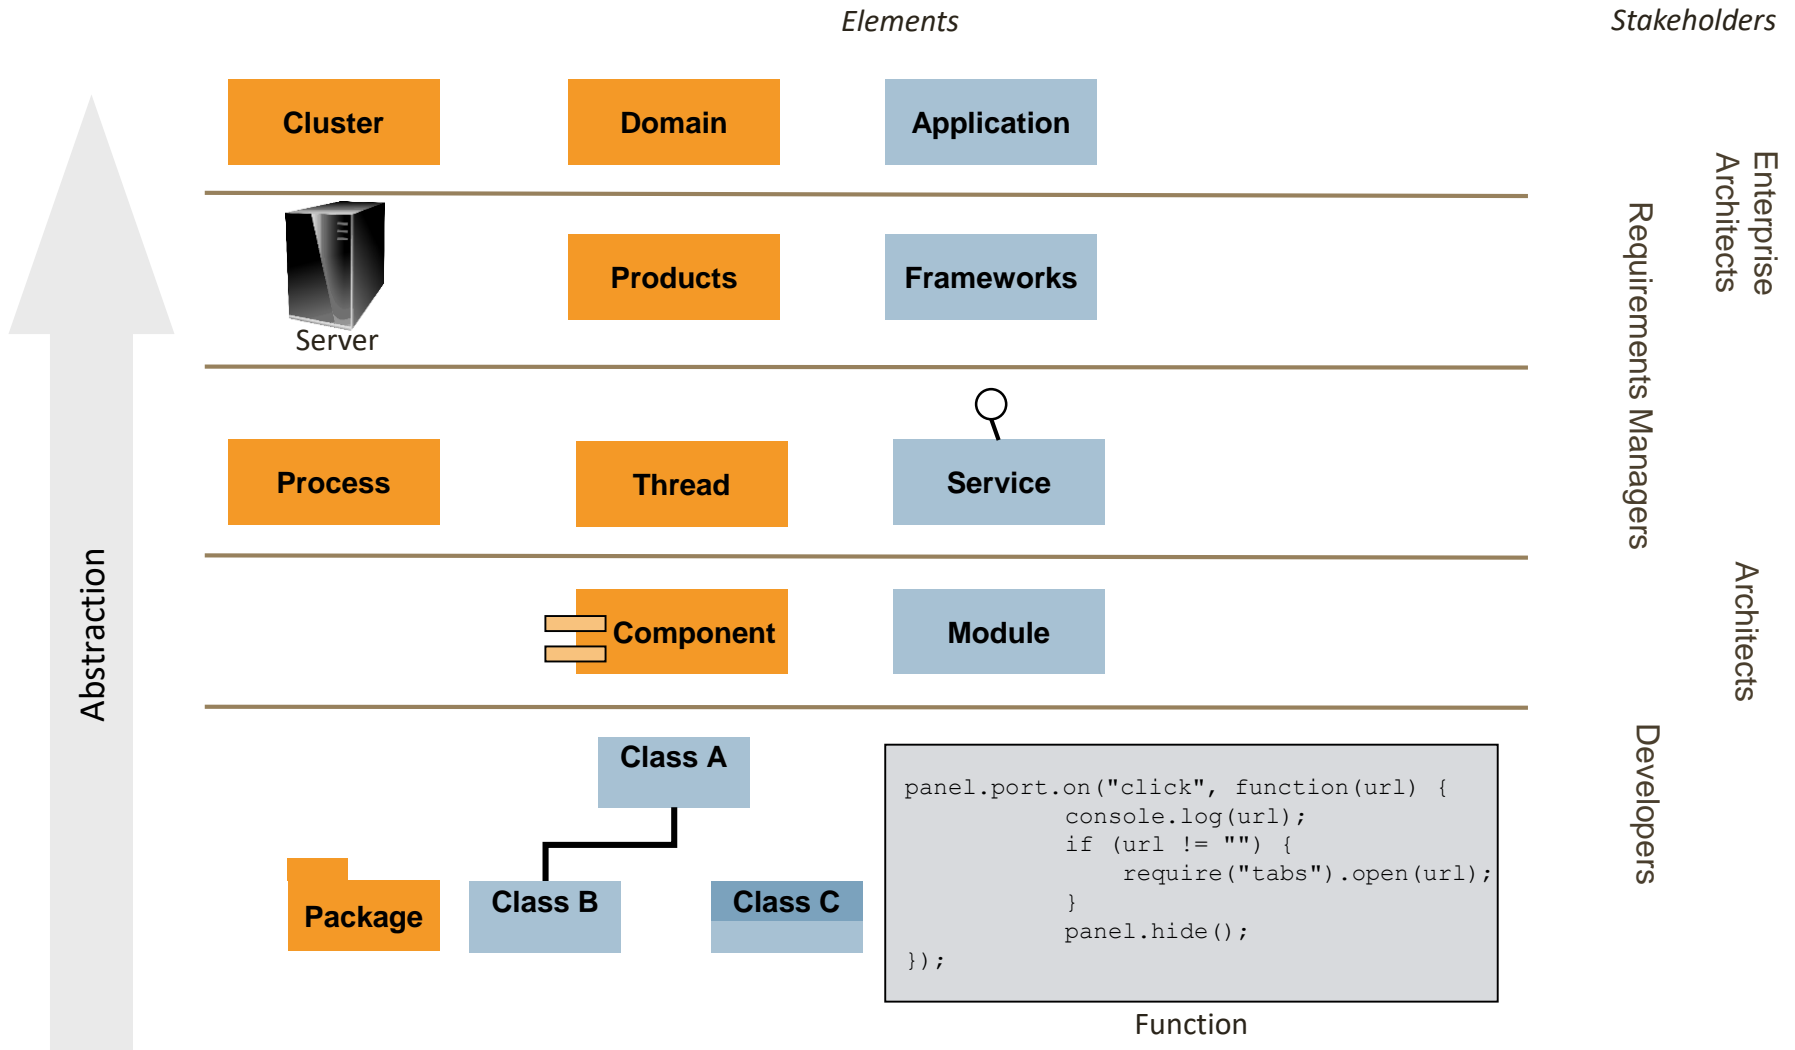 Elements
Stakeholders
Cluster
Domain
Application
Enterprise
Architects
Server
Products
Frameworks
Requirements Managers
Process
Thread
Service
Abstraction
Component
Module
Architects
Class A
Package
Class B
Class C
panel.port.on("click", function(url) {
console.log(url);
if (url != "") {
require("tabs").open(url);
}
panel.hide();
});
Function
Developers